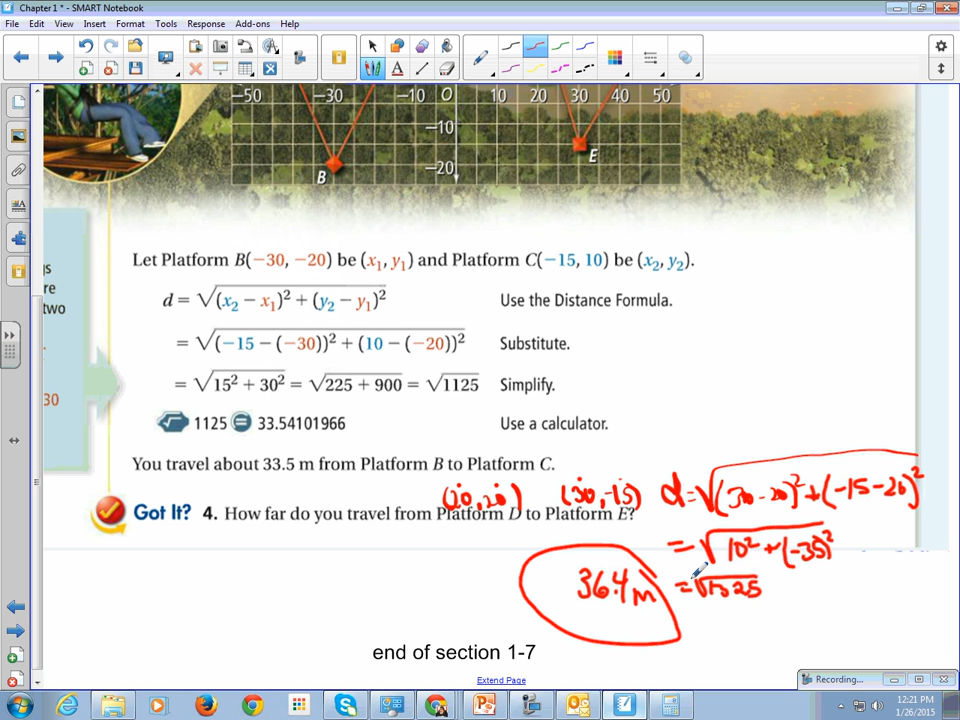 Chapter1 * - SMART Notebook
File Edit View Insert Format Tools Response Add-ons Help
−50 −30 −10 O 10 20 30 40 50
−10
E
−20
B
gs
re
two
30
Let Platform B(−30, −20) be (x₁, y₁) and Platform C(−15, 10) be (x₂, y₂).
d = √(x₂ − x₁)² + (y₂ − y₁)² Use the Distance Formula.
= √(−15 − (−30))² + (10 − (−20))² Substitute.
= √15² + 30² = √225 + 900 = √1125 Simplify.
√ 1125 = 33.54101966 Use a calculator.
You travel about 33.5 m from Platform B to Platform C.
(20,20) (30,-15) d=√(30-20)²+(-15-20)²
Got It? 4. How far do you travel from Platform D to Platform E?
=√10²+(-35)²
36.4 m =√1325
end of section 1-7
Extend Page
Recording...
12:21 PM
1/26/2015